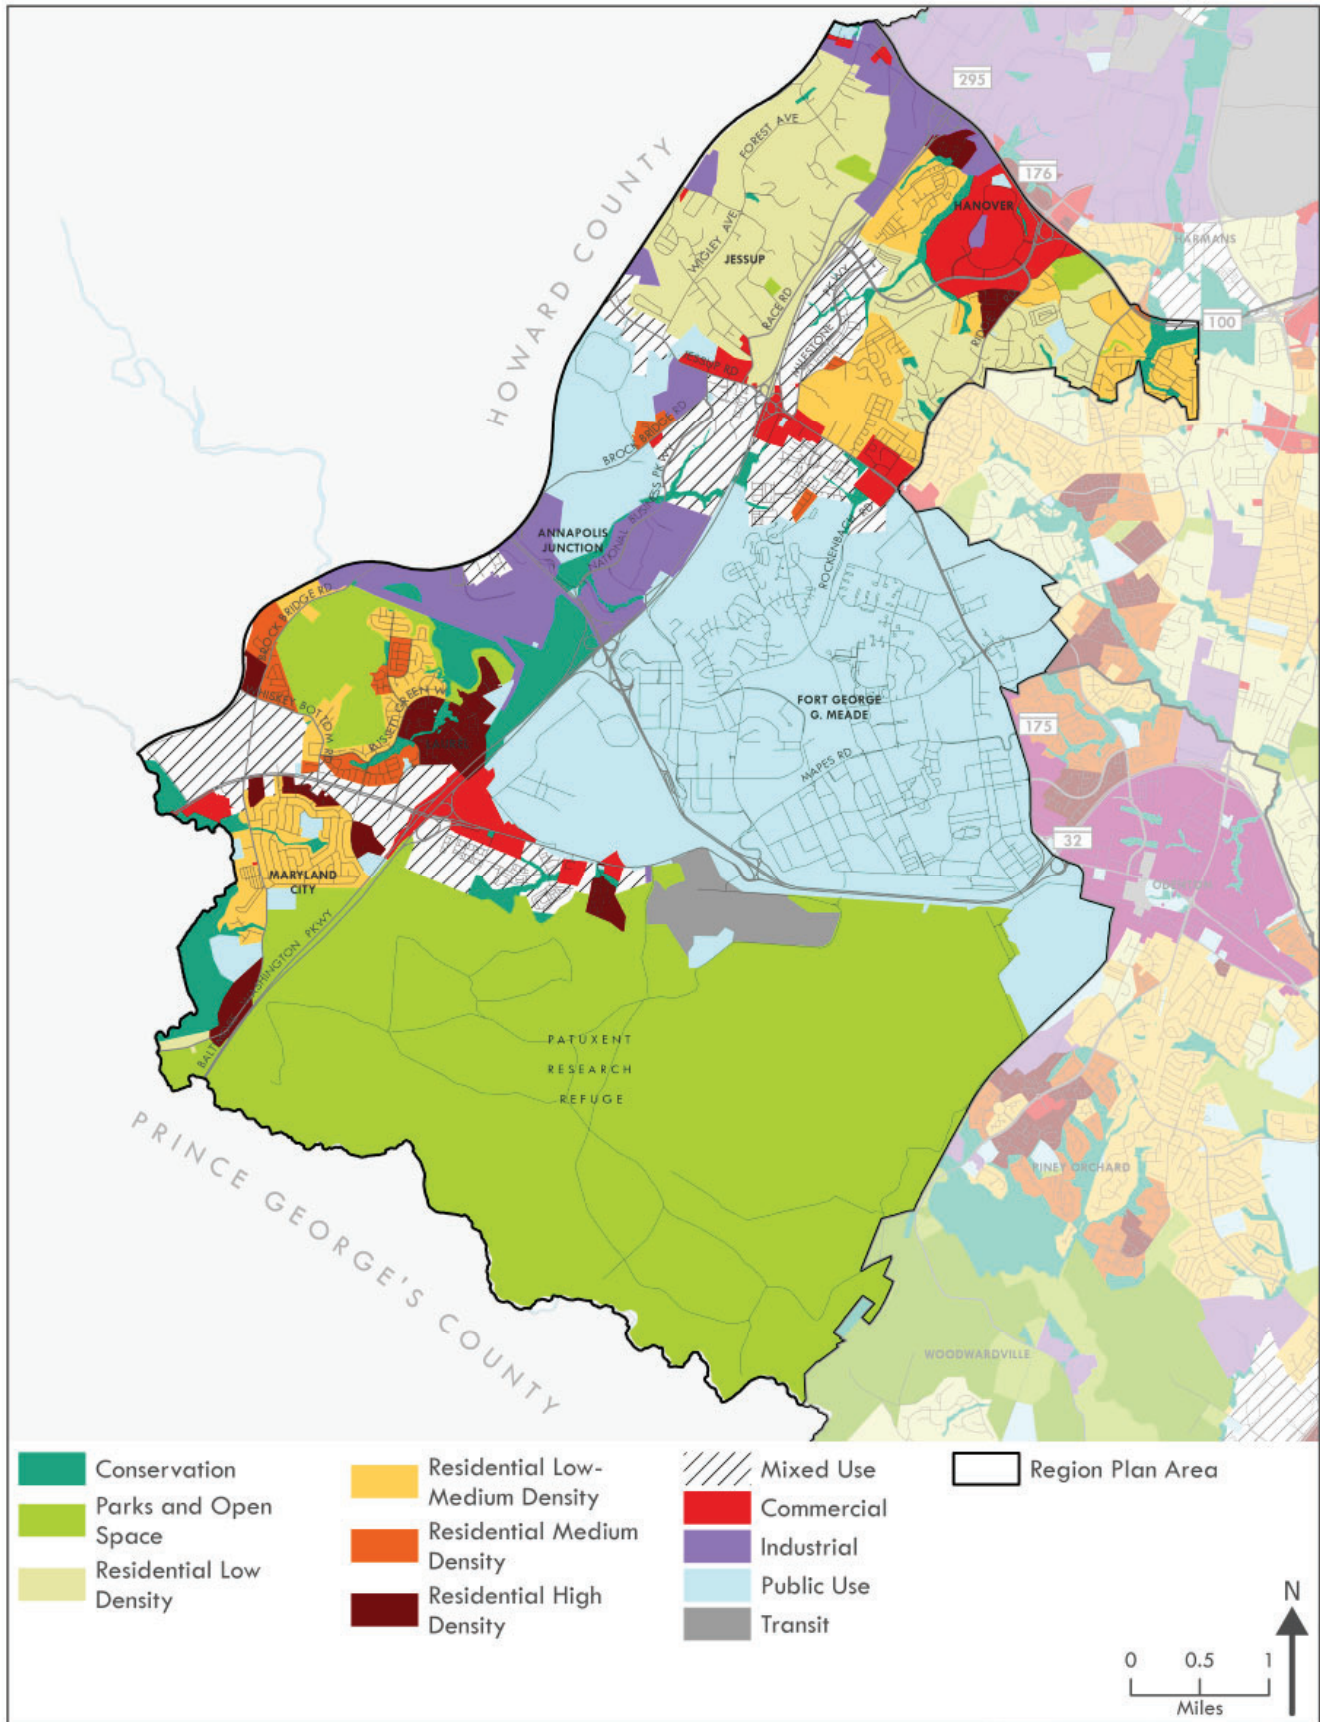 295
FOREST AVE
176
HANOVER
HOWARD COUNTY
WIGLEY AVE
HARMANS
JESSUP
PKWY
RACE RD
MILESTONE
100
JESSUP RD
BROCK BRIDGE RD
NATIONAL BUSINESS PKWY
ANNAPOLIS
JUNCTION
ROCKENBACH RD
BROCK BRIDGE RD
FORT GEORGE
G. MEADE
WHISKEY BOTTOM RD
RUSSETT GREEN W
175
MAPES RD
32
MARYLAND
CITY
ODENTON
BALTIMORE WASHINGTON PKWY
PATUXENT
RESEARCH
REFUGE
PRINCE GEORGE'S COUNTY
PINEY ORCHARD
WOODWARDVILLE
Conservation
Parks and Open
Space
Residential Low
Density
Residential Low-
Medium Density
Residential Medium
Density
Residential High
Density
Mixed Use
Commercial
Industrial
Public Use
Transit
Region Plan Area
N
0 0.5 1
Miles